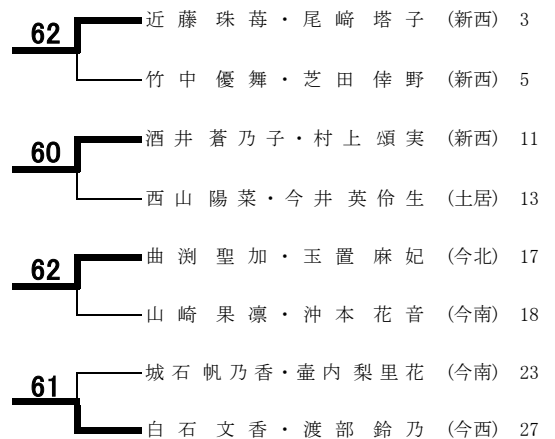 近藤 珠苺・尾﨑 塔子 (新西) 3
62
竹中 優舞・芝田 倖野 (新西) 5
酒井 蒼乃子・村上 頌実 (新西) 11
60
西山 陽菜・今井 英伶生 (土居) 13
曲渕 聖加・玉置 麻妃 (今北) 17
62
山崎 果凛・沖本 花音 (今南) 18
城石 帆乃香・壷内 梨里花 (今南) 23
61
白石 文香・渡部 鈴乃 (今西) 27